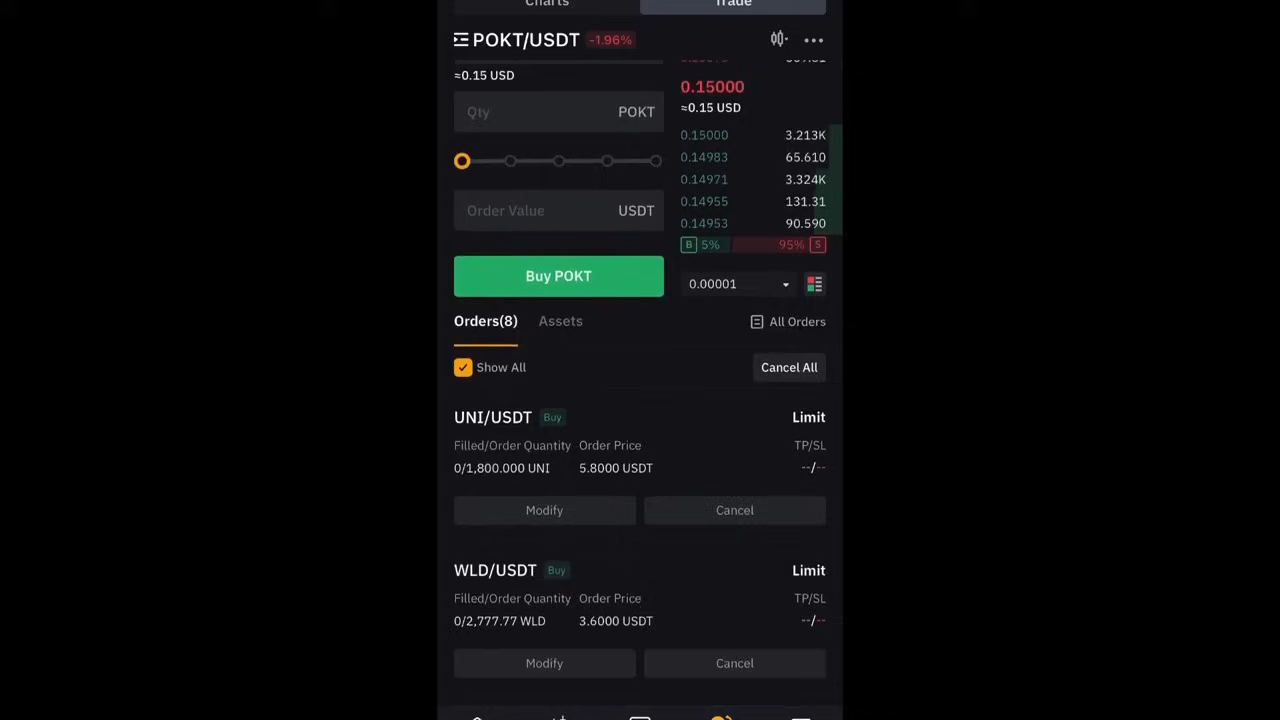 Charts Trade
POKT/USDT -1.96%
≈0.15 USD
Qty POKT
Order Value USDT
Buy POKT
0.15000
≈0.15 USD
0.15000 3.213K
0.14983 65.610
0.14971 3.324K
0.14955 131.31
0.14953 90.590
B 5% 95% S
0.00001
Orders(8) Assets All Orders
Show All Cancel All
UNI/USDT Buy Limit
Filled/Order Quantity Order Price TP/SL
0/1,800.000 UNI 5.8000 USDT --/--
Modify Cancel
WLD/USDT Buy Limit
Filled/Order Quantity Order Price TP/SL
0/2,777.77 WLD 3.6000 USDT --/--
Modify Cancel